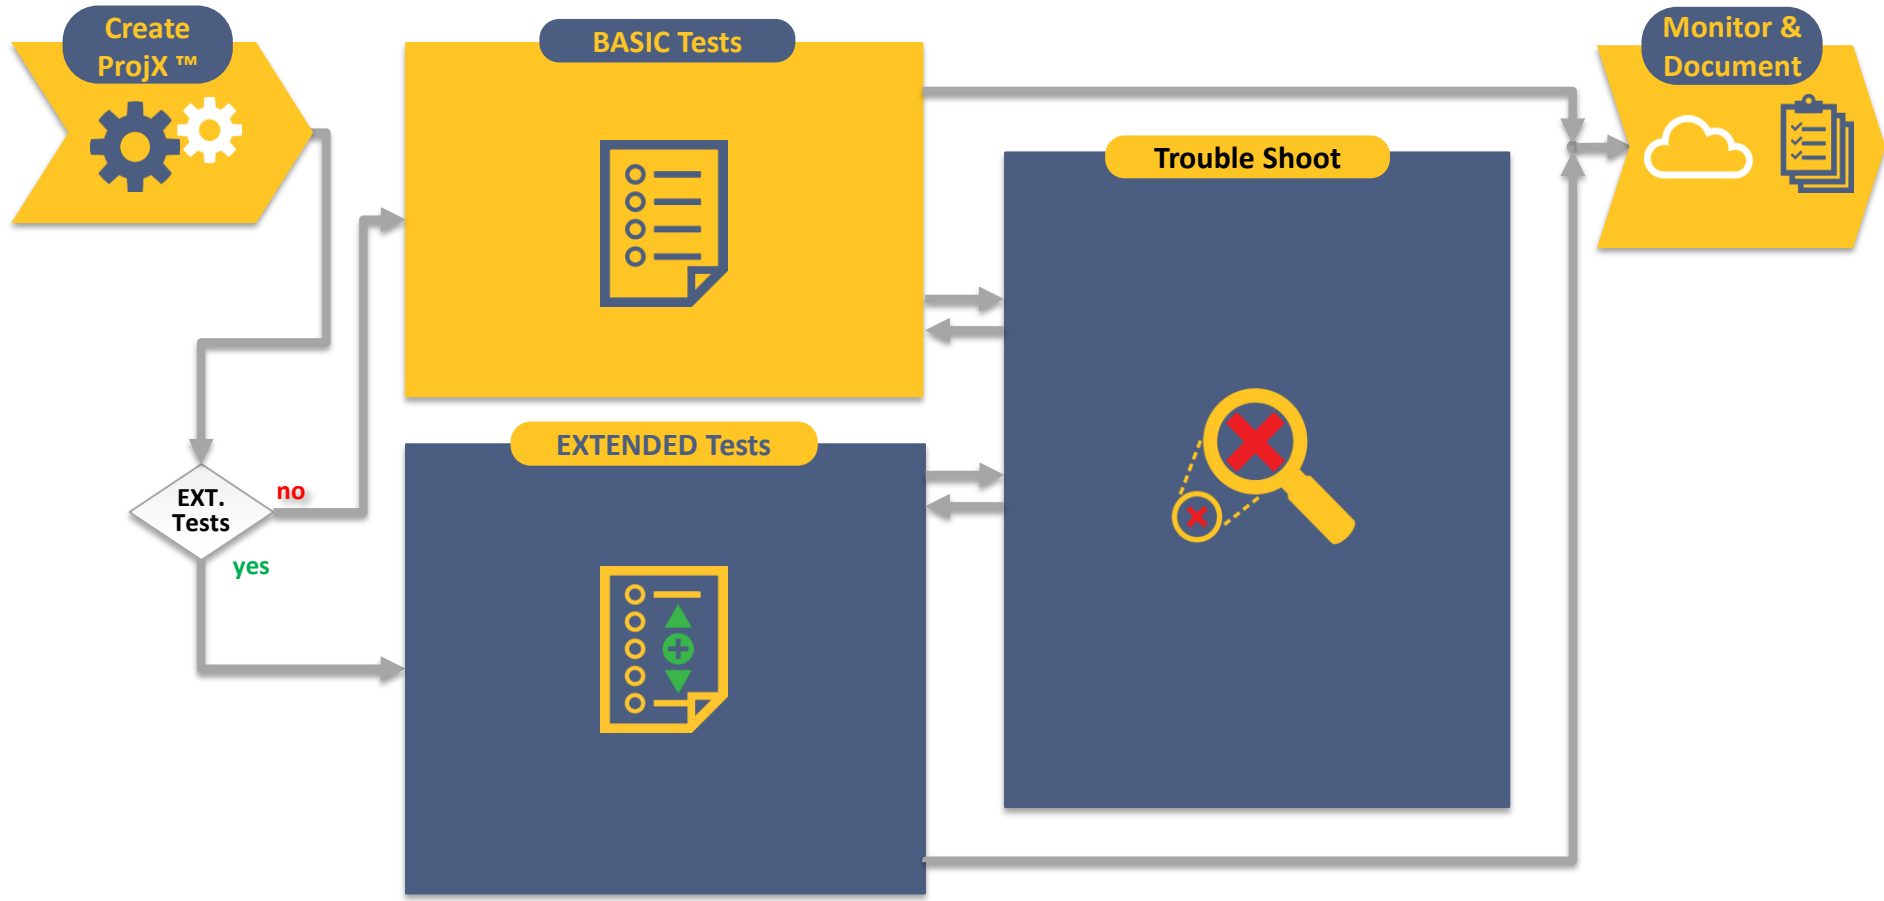 Create
ProjX ™
BASIC Tests
Monitor &
Document
Trouble Shoot
EXTENDED Tests
EXT.
Tests
no
yes